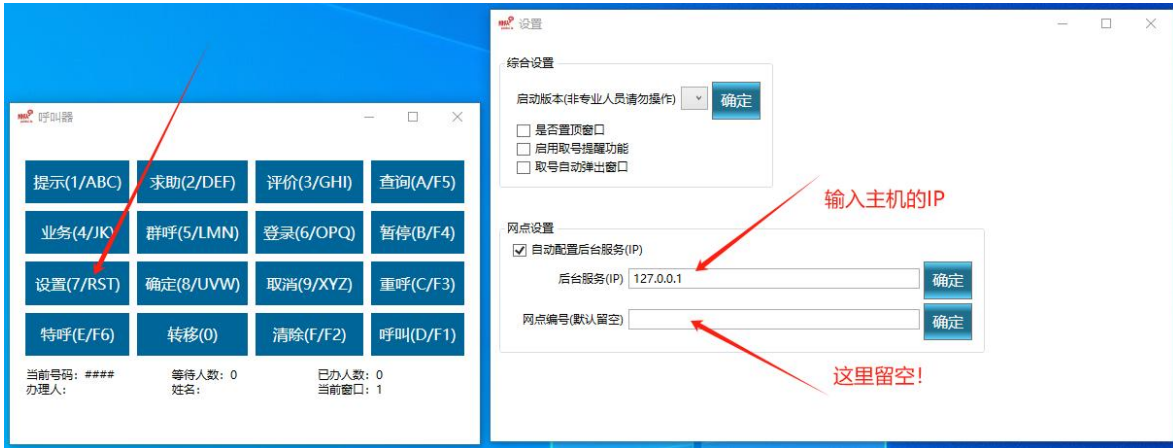 呼叫器
提示(1/ABC) 求助(2/DEF) 评价(3/GHI) 查询(A/F5)
业务(4/JK) 群呼(5/LMN) 登录(6/OPQ) 暂停(B/F4)
设置(7/RST) 确定(8/UVW) 取消(9/XYZ) 重呼(C/F3)
特呼(E/F6) 转移(0) 清除(F/F2) 呼叫(D/F1)
当前号码: #### 等待人数: 0 已办人数: 0
办理人: 姓名: 当前窗口: 1
设置
综合设置
启动版本(非专业人员请勿操作) 确定
是否置顶窗口
启用取号提醒功能
取号自动弹出窗口
输入主机的IP
网点设置
自动配置后台服务(IP)
后台服务(IP) 127.0.0.1 确定
网点编号(默认留空) 确定
这里留空!